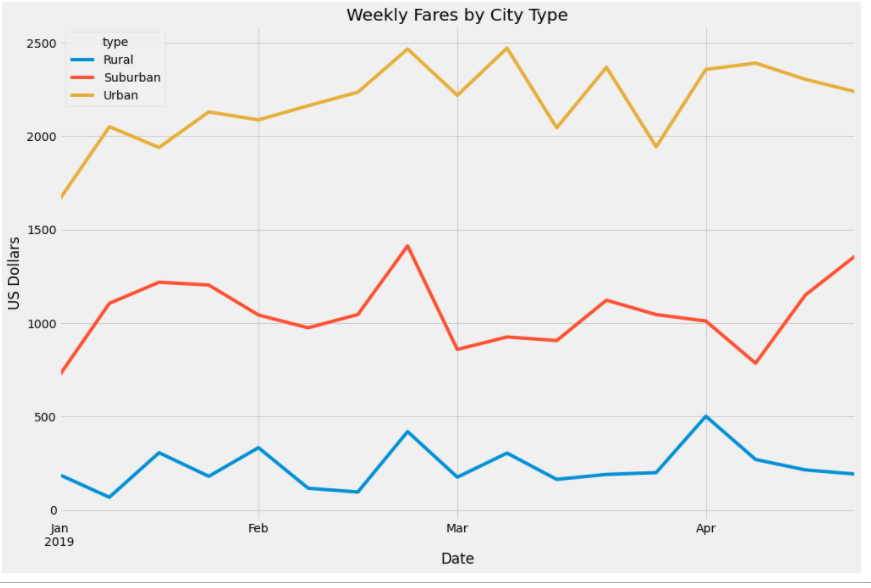 Weekly Fares by City Type
type
Rural
Suburban
Urban
2500
2000
1500
1000
500
0
US Dollars
Jan Feb Mar Apr
2019
Date